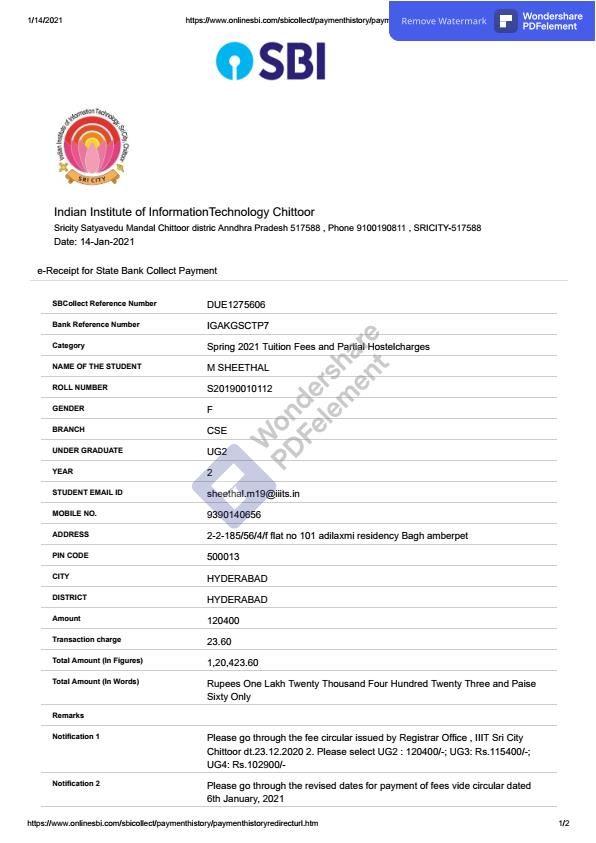 1/14/2021
https://www.onlinesbi.com/sbicollect/paymenthistory/paym
Remove Watermark
Wondershare
PDFelement
SBI
Indian Institute of Information Technology, Sri City, Chittoor
SRI CITY
Indian Institute of InformationTechnology Chittoor
Sricity Satyavedu Mandal Chittoor distric Anndhra Pradesh 517588 , Phone 9100190811 , SRICITY-517588
Date: 14-Jan-2021
e-Receipt for State Bank Collect Payment
SBCollect Reference Number DUE1275606
Bank Reference Number IGAKGSCTP7
Category Spring 2021 Tuition Fees and Partial Hostelcharges
NAME OF THE STUDENT M SHEETHAL
ROLL NUMBER S20190010112
GENDER F
BRANCH CSE
UNDER GRADUATE UG2
YEAR 2
STUDENT EMAIL ID sheethal.m19@iiits.in
MOBILE NO. 9390140656
ADDRESS 2-2-185/56/4/f flat no 101 adilaxmi residency Bagh amberpet
PIN CODE 500013
CITY HYDERABAD
DISTRICT HYDERABAD
Amount 120400
Transaction charge 23.60
Total Amount (In Figures) 1,20,423.60
Total Amount (In Words) Rupees One Lakh Twenty Thousand Four Hundred Twenty Three and Paise
Sixty Only
Remarks
Notification 1 Please go through the fee circular issued by Registrar Office , IIIT Sri City
Chittoor dt.23.12.2020 2. Please select UG2 : 120400/-; UG3: Rs.115400/-;
UG4: Rs.102900/-
Notification 2 Please go through the revised dates for payment of fees vide circular dated
6th January, 2021
Wondershare
PDFelement
https://www.onlinesbi.com/sbicollect/paymenthistory/paymenthistoryredirecturl.htm
1/2